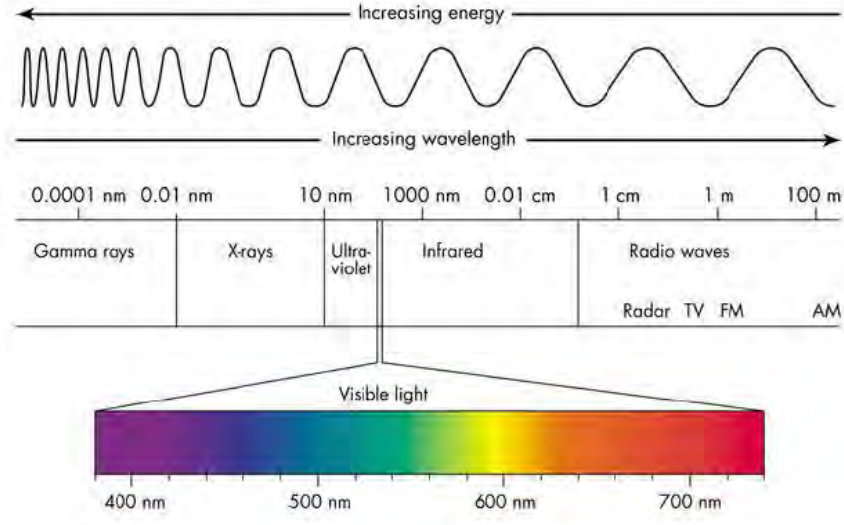 Increasing energy
Increasing wavelength
0.0001 nm 0.01 nm 10 nm 1000 nm 0.01 cm 1 cm 1 m 100 m
Gamma rays X-rays Ultra- Infrared Radio waves
violet
Radar TV FM AM
Visible light
400 nm 500 nm 600 nm 700 nm